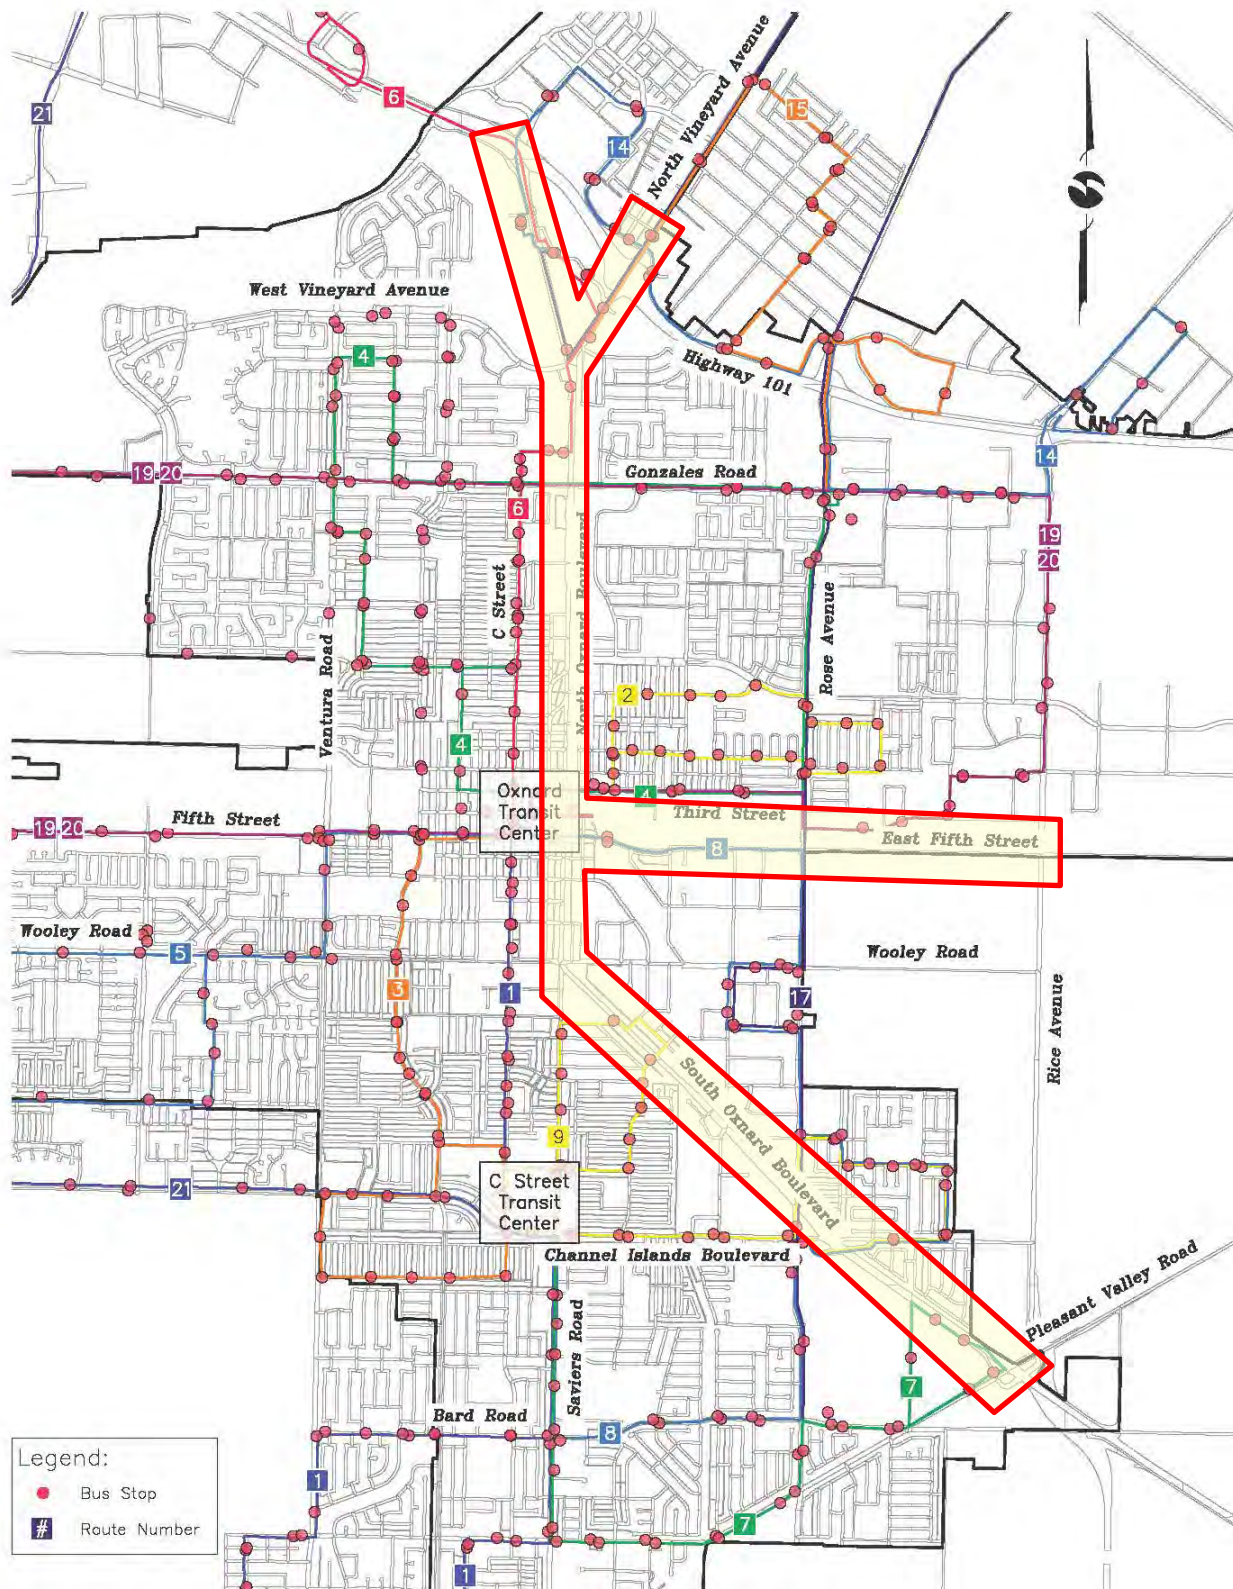 21
6
15
14
North Vineyard Avenue
West Vineyard Avenue
4
Highway 101
19 20
Gonzales Road
14
6
19
20
C Street
North Oxnard Boulevard
Rose Avenue
Ventura Road
2
4
Oxnard
Transit
Center
4
Third Street
19 20
Fifth Street
8
East Fifth Street
Wooley Road
5
3
1
17
Wooley Road
Rice Avenue
South Oxnard Boulevard
9
21
C Street
Transit
Center
Channel Islands Boulevard
Pleasant Valley Road
Saviers Road
7
Bard Road
8
1
7
1
Legend:
Bus Stop
# Route Number